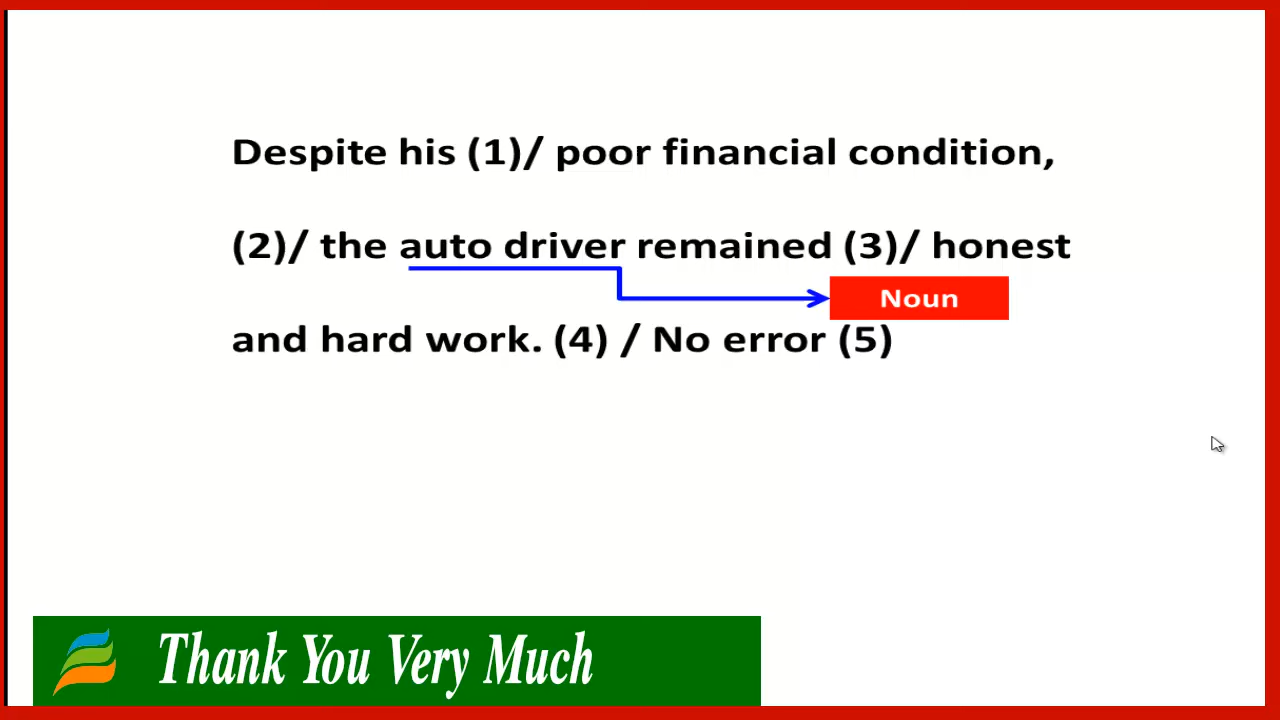 Despite his (1)/ poor financial condition,
(2)/ the auto driver remained (3)/ honest
Noun
and hard work. (4) / No error (5)
Thank You Very Much